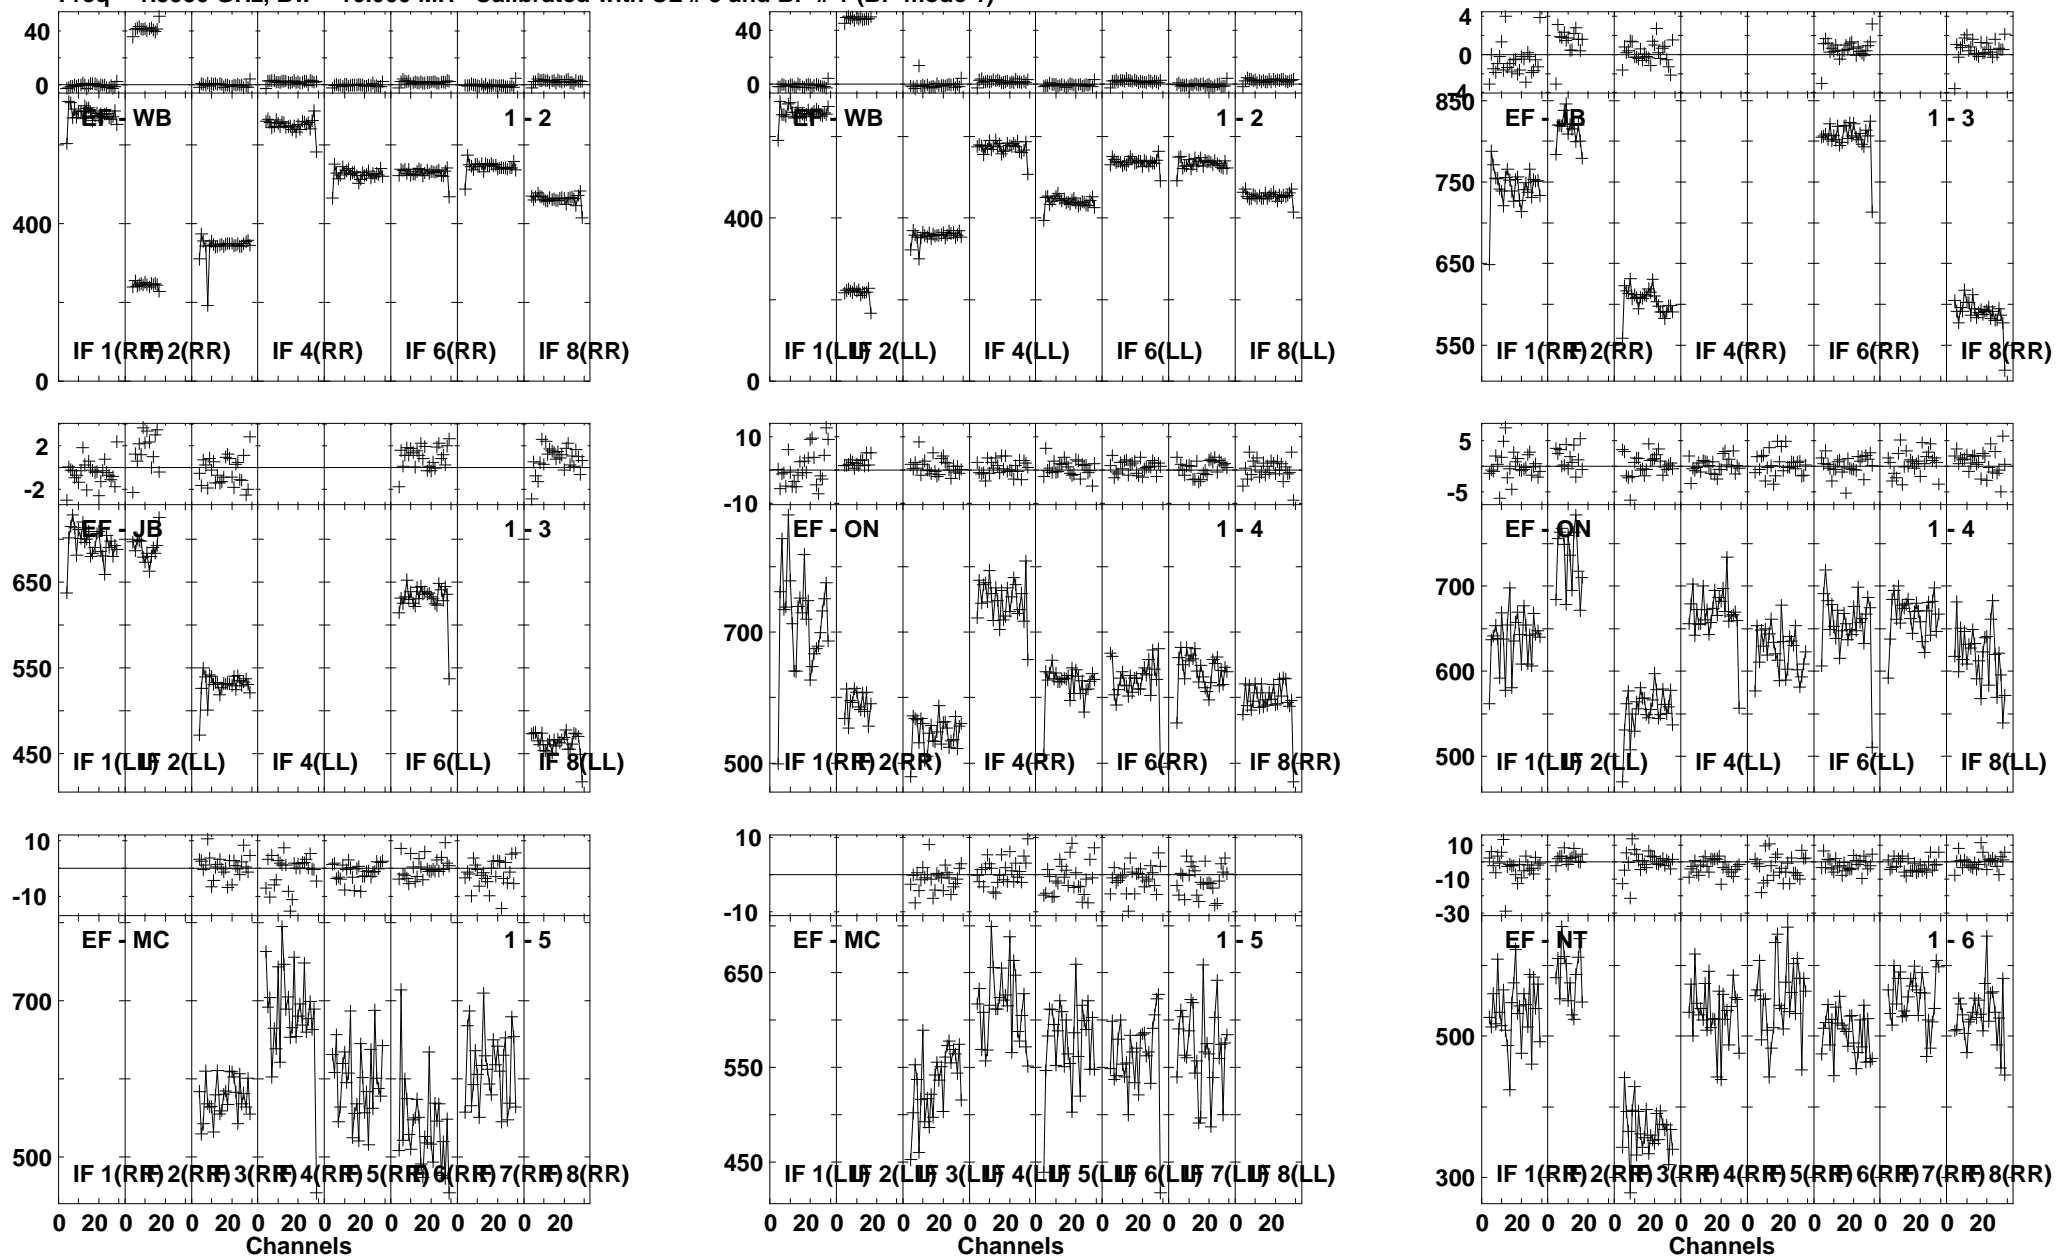 40
0
EF - WB
1 - 2
400
0
IF 1(RR)
IF 2(RR)
IF 4(RR)
IF 6(RR)
IF 8(RR)
40
0
EF - WB
1 - 2
400
0
IF 1(LL)
IF 2(LL)
IF 4(LL)
IF 6(LL)
IF 8(LL)
4
0
4
850
EF - JB
1 - 3
750
650
550
IF 1(RR)
IF 2(RR)
IF 4(RR)
IF 6(RR)
IF 8(RR)
2
-2
EF - JB
1 - 3
650
550
450
IF 1(LL)
IF 2(LL)
IF 4(LL)
IF 6(LL)
IF 8(LL)
10
-10
EF - ON
1 - 4
700
500
IF 1(RR)
IF 2(RR)
IF 4(RR)
IF 6(RR)
IF 8(RR)
5
-5
EF - ON
1 - 4
700
600
500
IF 1(LL)
IF 2(LL)
IF 4(LL)
IF 6(LL)
IF 8(LL)
10
-10
EF - MC
1 - 5
700
500
IF 1(RR)
IF 2(RR)
IF 3(RR)
IF 4(RR)
IF 5(RR)
IF 6(RR)
IF 7(RR)
IF 8(RR)
0 20 0 20 0 20 0 20 0 20 0 20 0 20 0 20
Channels
10
-10
EF - MC
1 - 5
650
550
450
IF 1(LL)
IF 2(LL)
IF 3(LL)
IF 4(LL)
IF 5(LL)
IF 6(LL)
IF 7(LL)
IF 8(LL)
0 20 0 20 0 20 0 20 0 20 0 20 0 20 0 20
Channels
10
-10
-30
EF - NT
1 - 6
500
300
IF 1(RR)
IF 2(RR)
IF 3(RR)
IF 4(RR)
IF 5(RR)
IF 6(RR)
IF 7(RR)
IF 8(RR)
0 20 0 20 0 20 0 20 0 20 0 20 0 20 0 20
Channels